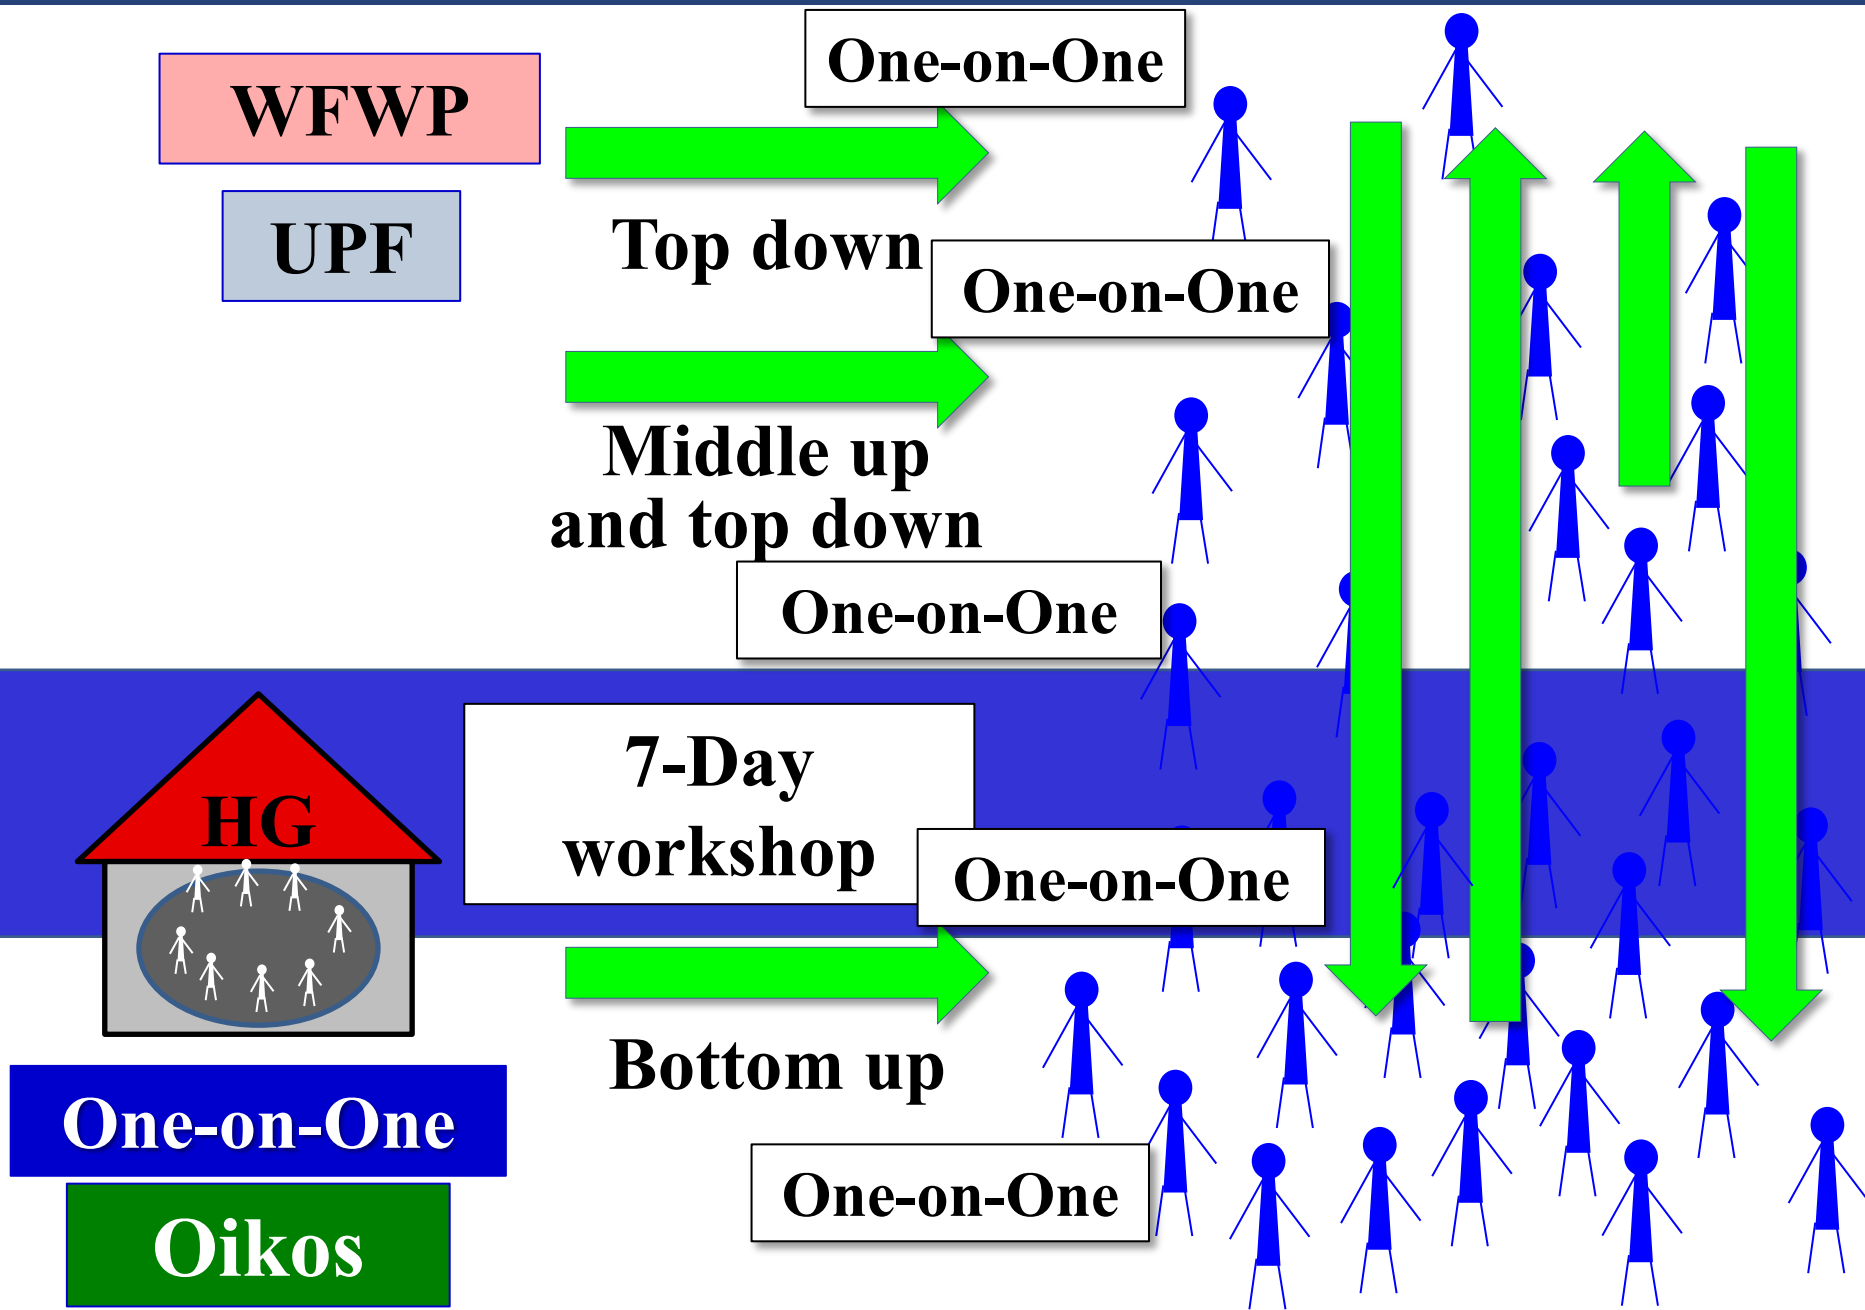 One-on-One
WFWP
UPF
Top down
One-on-One
Middle up
and top down
One-on-One
7-Day
workshop
HG
One-on-One
Bottom up
One-on-One
One-on-One
Oikos